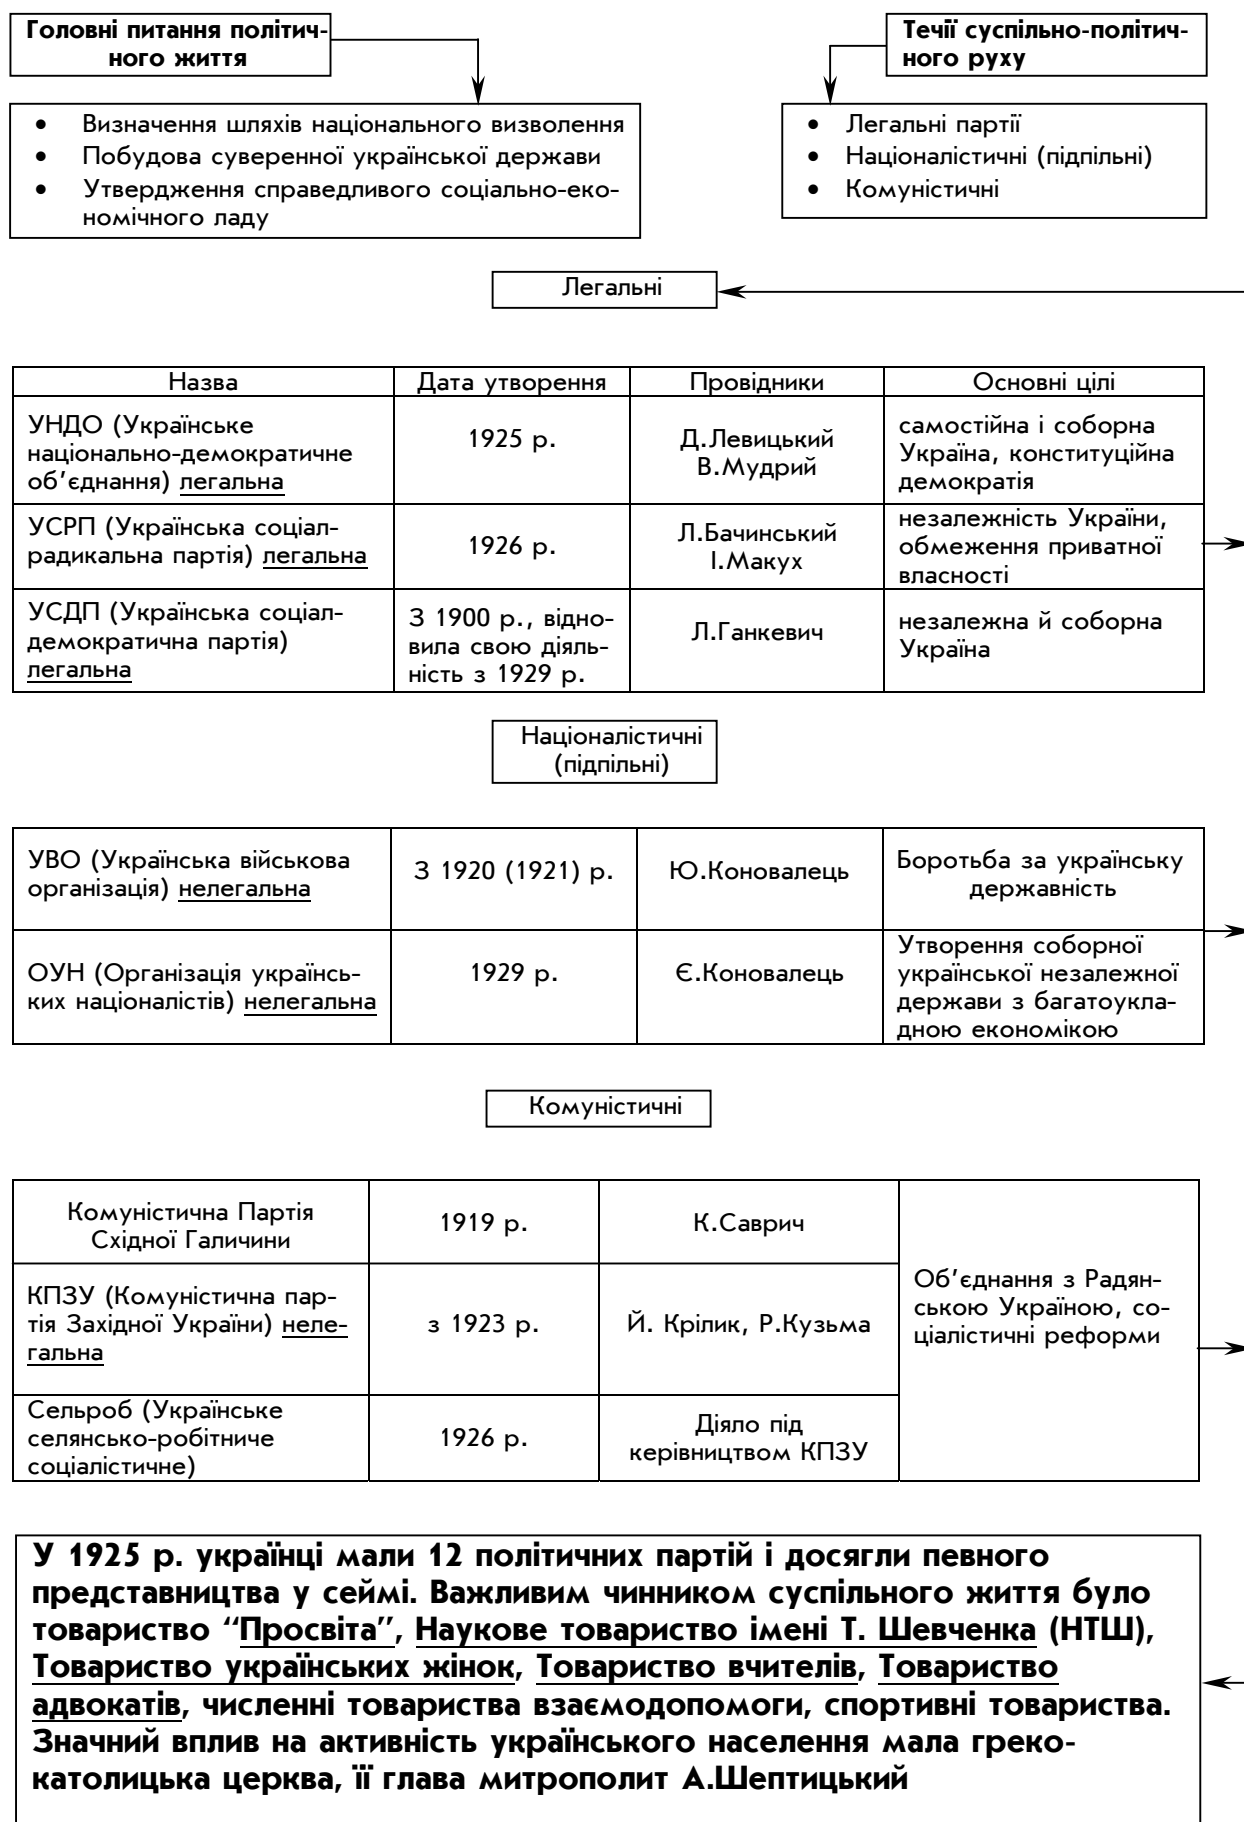 Головні питання політич-
ного життя
Течії суспільно-політич-
ного руху
• Визначення шляхів національного визволення
• Побудова суверенної української держави
• Утвердження справедливого соціально-еко-
номічного ладу
• Легальні партії
• Націоналістичні (підпільні)
• Комуністичні
Легальні
Назва
Дата утворення
Провідники
Основні цілі
УНДО (Українське
національно-демократичне
об’єднання) легальна
1925 р.
Д.Левицький
В.Мудрий
самостійна і соборна
Україна, конституційна
демократія
УСРП (Українська соціал-
радикальна партія) легальна
1926 р.
Л.Бачинський
І.Макух
незалежність України,
обмеження приватної
власності
УСДП (Українська соціал-
демократична партія)
легальна
З 1900 р., відно-
вила свою діяль-
ність з 1929 р.
Л.Ганкевич
незалежна й соборна
Україна
Націоналістичні
(підпільні)
УВО (Українська військова
організація) нелегальна
З 1920 (1921) р.
Ю.Коновалець
Боротьба за українську
державність
ОУН (Організація українсь-
ких націоналістів) нелегальна
1929 р.
Є.Коновалець
Утворення соборної
української незалежної
держави з багатоукла-
дною економікою
Комуністичні
Комуністична Партія
Східної Галичини
1919 р.
К.Саврич
Об’єднання з Радян-
ською Україною, со-
ціалістичні реформи
КПЗУ (Комуністична пар-
тія Західної України) неле-
гальна
з 1923 р.
Й. Крілик, Р.Кузьма
Сельроб (Українське
селянсько-робітниче
соціалістичне)
1926 р.
Діяло під
керівництвом КПЗУ
У 1925 р. українці мали 12 політичних партій і досягли певного
представництва у сеймі. Важливим чинником суспільного життя було
товариство “Просвіта”, Наукове товариство імені Т. Шевченка (НТШ),
Товариство українських жінок, Товариство вчителів, Товариство
адвокатів, численні товариства взаємодопомоги, спортивні товариства.
Значний вплив на активність українського населення мала греко-
католицька церква, її глава митрополит А.Шептицький